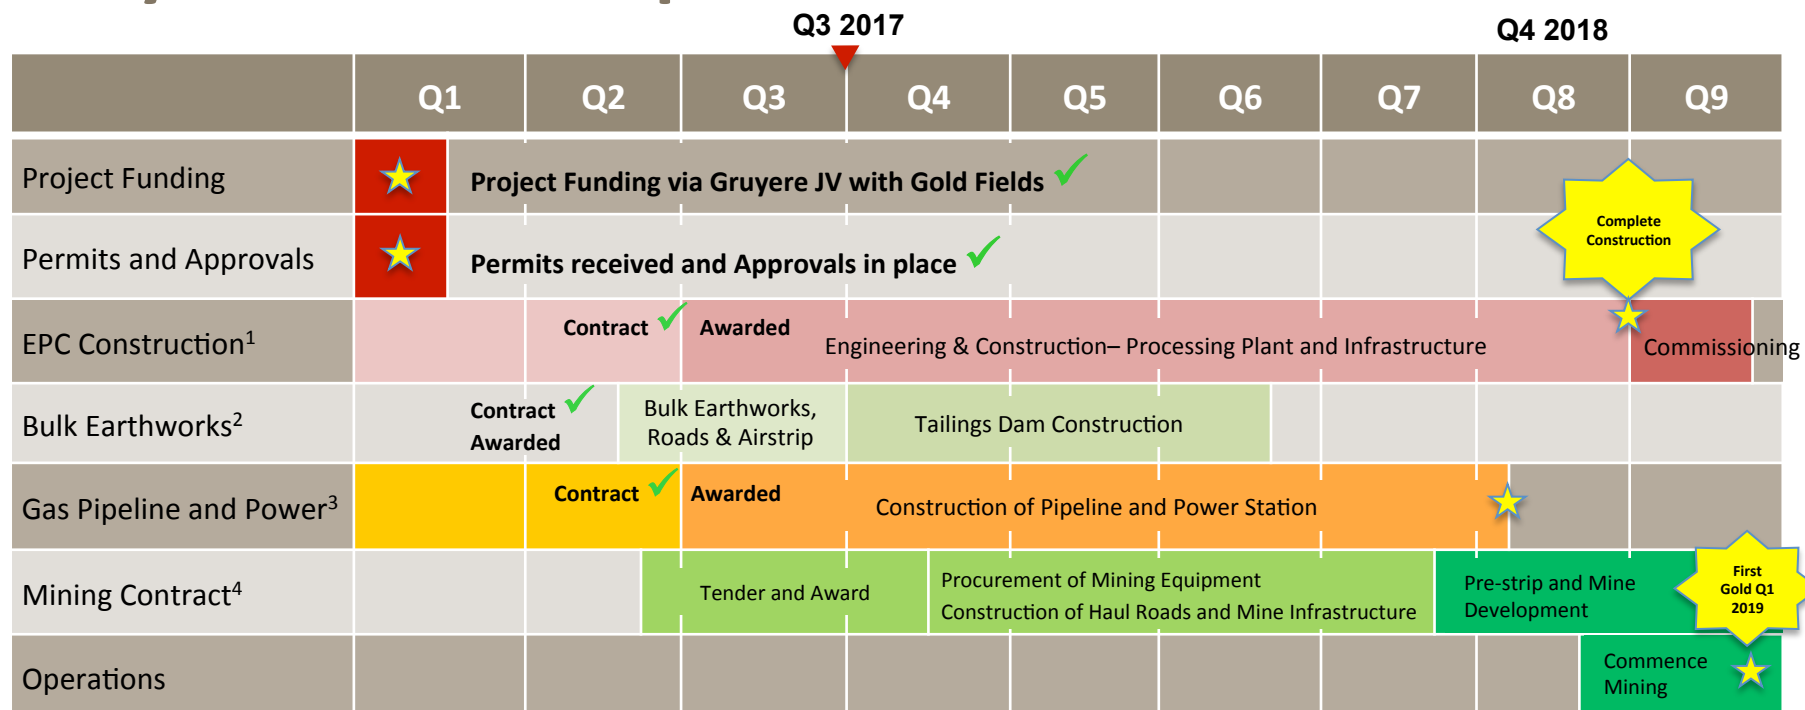 Q3 2017
Q4 2018
Q1 Q2 Q3 Q4 Q5 Q6 Q7 Q8 Q9
Project Funding
Project Funding via Gruyere JV with Gold Fields
Permits and Approvals
Permits received and Approvals in place
Complete
Construction
EPC Construction1
Contract Awarded
Engineering & Construction– Processing Plant and Infrastructure
Commissioning
Bulk Earthworks2
Contract
Awarded
Bulk Earthworks,
Roads & Airstrip
Tailings Dam Construction
Gas Pipeline and Power3
Contract Awarded
Construction of Pipeline and Power Station
Mining Contract4
Tender and Award
Procurement of Mining Equipment
Construction of Haul Roads and Mine Infrastructure
Pre-strip and Mine
Development
First
Gold Q1
2019
Operations
Commence
Mining